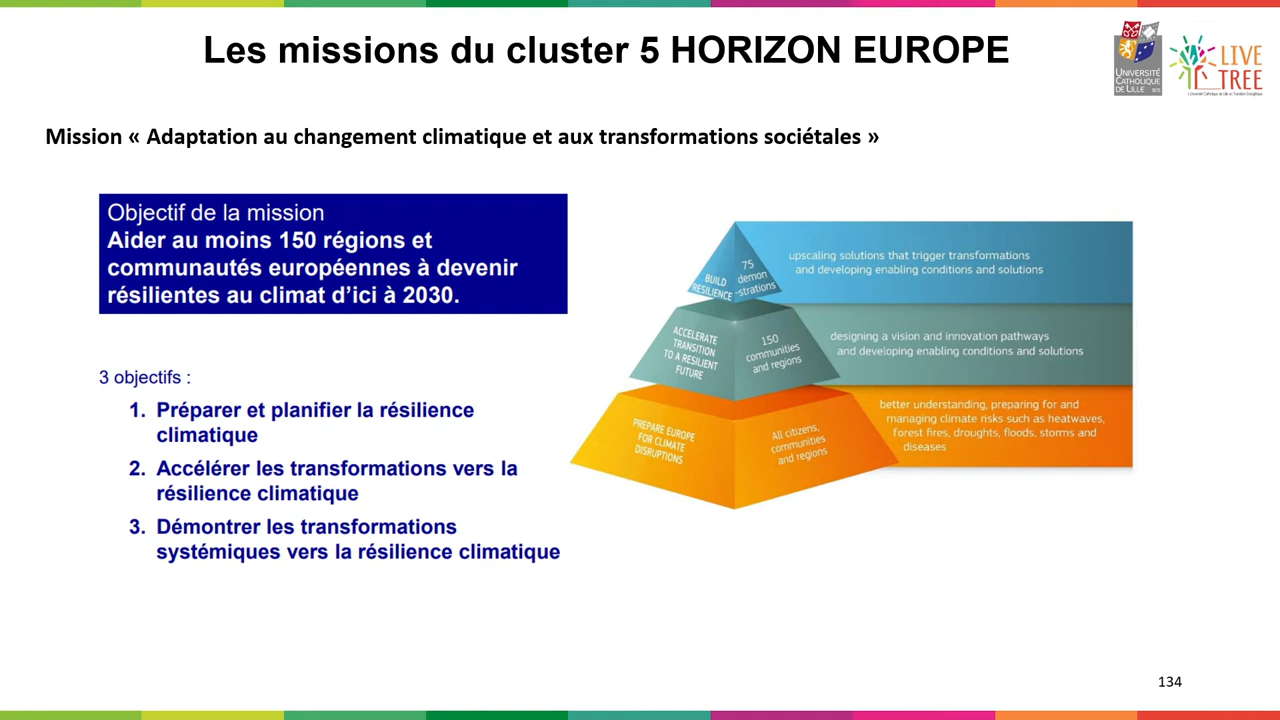 Les missions du cluster 5 HORIZON EUROPE
UNIVERSITÉ
CATHOLIQUE
DE LILLE
1875
LIVE
TREE
L'Université Catholique de Lille en Transition Énergétique
Mission « Adaptation au changement climatique et aux transformations sociétales »
Objectif de la mission
Aider au moins 150 régions et
communautés européennes à devenir
résilientes au climat d'ici à 2030.
3 objectifs :
1. Préparer et planifier la résilience
climatique
2. Accélérer les transformations vers la
résilience climatique
3. Démontrer les transformations
systémiques vers la résilience climatique
BUILD
RESILIENCE
75
demon
-strations
upscaling solutions that trigger transformations
and developing enabling conditions and solutions
ACCELERATE
TRANSITION
TO A RESILIENT
FUTURE
150
communities
and regions
designing a vision and innovation pathways
and developing enabling conditions and solutions
PREPARE EUROPE
FOR CLIMATE
DISRUPTIONS
All citizens,
communities
and regions
better understanding, preparing for and
managing climate risks such as heatwaves,
forest fires, droughts, floods, storms and
diseases
134